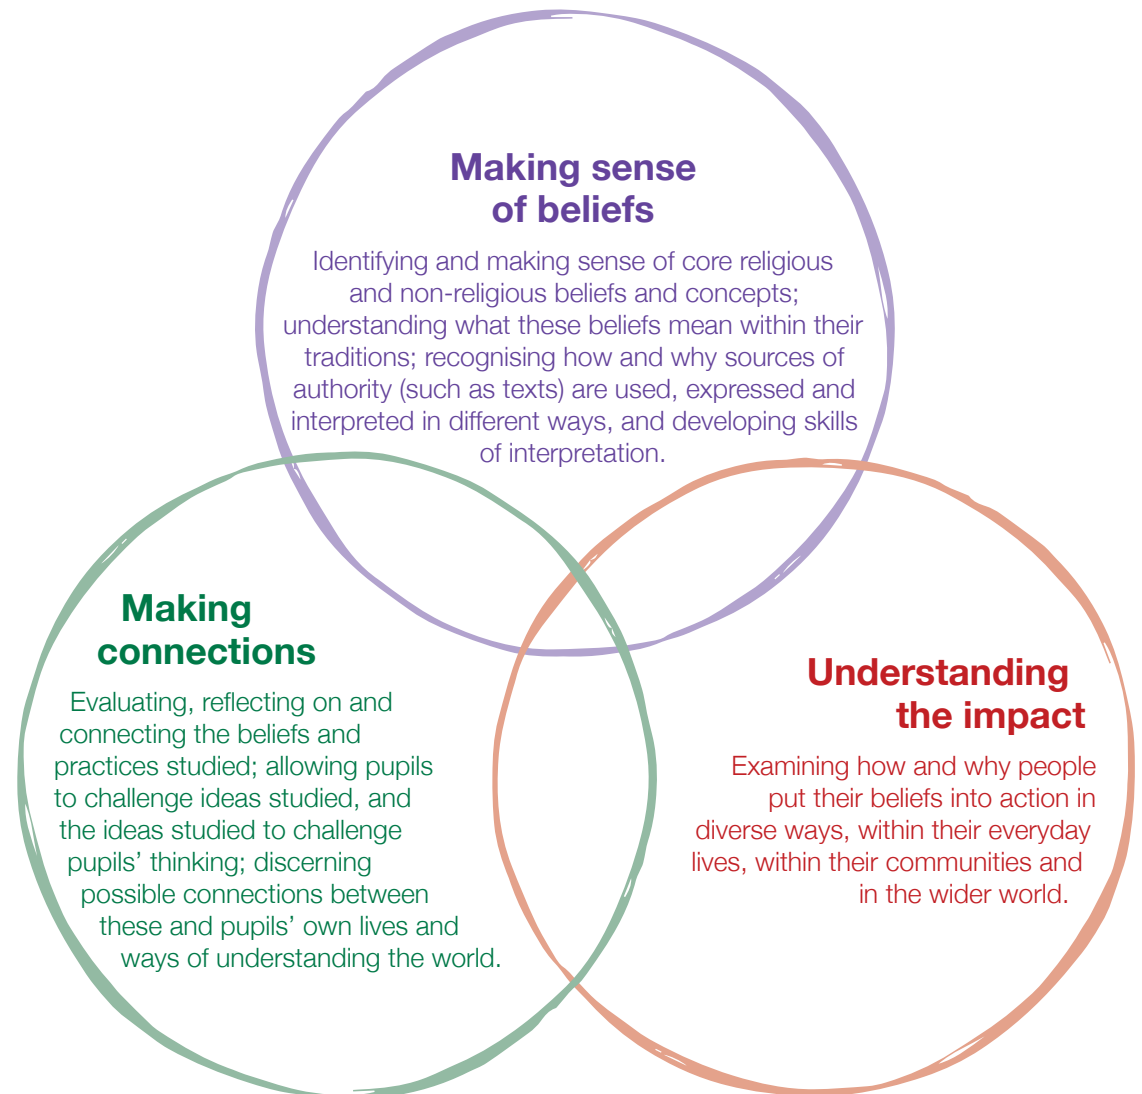 Making sense
of beliefs
Identifying and making sense of core religious
and non-religious beliefs and concepts;
understanding what these beliefs mean within their
traditions; recognising how and why sources of
authority (such as texts) are used, expressed and
interpreted in different ways, and developing skills
of interpretation.
Making
connections
Evaluating, reflecting on and
connecting the beliefs and
practices studied; allowing pupils
to challenge ideas studied, and
the ideas studied to challenge
pupils’ thinking; discerning
possible connections between
these and pupils’ own lives and
ways of understanding the world.
Understanding
the impact
Examining how and why people
put their beliefs into action in
diverse ways, within their everyday
lives, within their communities and
in the wider world.